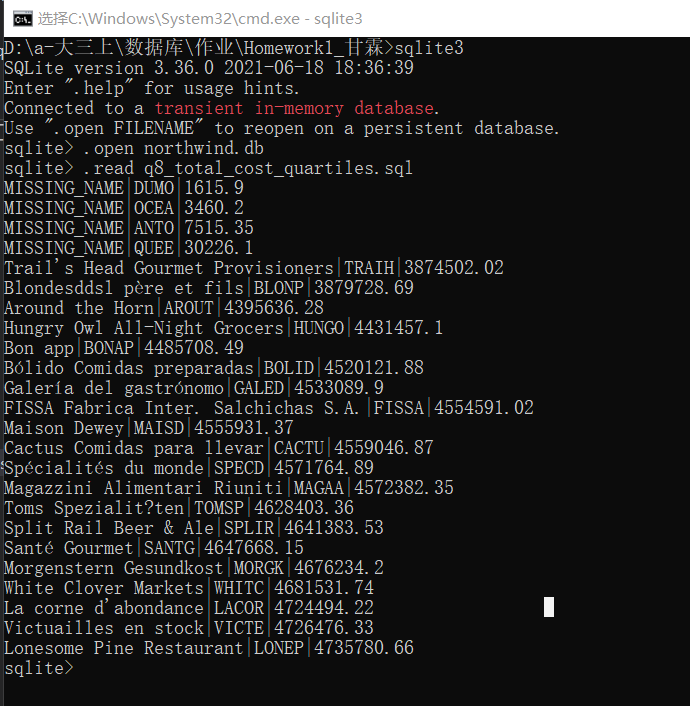 选择C:\Windows\System32\cmd.exe - sqlite3
D:\a-大三上\数据库\作业\Homework1_甘霖>sqlite3
SQLite version 3.36.0 2021-06-18 18:36:39
Enter ".help" for usage hints.
Connected to a transient in-memory database.
Use ".open FILENAME" to reopen on a persistent database.
sqlite> .open northwind.db
sqlite> .read q8_total_cost_quartiles.sql
MISSING_NAME|DUMO|1615.9
MISSING_NAME|OCEA|3460.2
MISSING_NAME|ANTO|7515.35
MISSING_NAME|QUEE|30226.1
Trail's Head Gourmet Provisioners|TRAIH|3874502.02
Blondesddsl père et fils|BLONP|3879728.69
Around the Horn|AROUT|4395636.28
Hungry Owl All-Night Grocers|HUNGO|4431457.1
Bon app|BONAP|4485708.49
Bólido Comidas preparadas|BOLID|4520121.88
Galería del gastrónomo|GALED|4533089.9
FISSA Fabrica Inter. Salchichas S.A.|FISSA|4554591.02
Maison Dewey|MAISD|4555931.37
Cactus Comidas para llevar|CACTU|4559046.87
Spécialités du monde|SPECD|4571764.89
Magazzini Alimentari Riuniti|MAGAA|4572382.35
Toms Spezialit?ten|TOMSP|4628403.36
Split Rail Beer & Ale|SPLIR|4641383.53
Santé Gourmet|SANTG|4647668.15
Morgenstern Gesundkost|MORGK|4676234.2
White Clover Markets|WHITC|4681531.74
La corne d'abondance|LACOR|4724494.22
Victuailles en stock|VICTE|4726476.33
Lonesome Pine Restaurant|LONEP|4735780.66
sqlite>